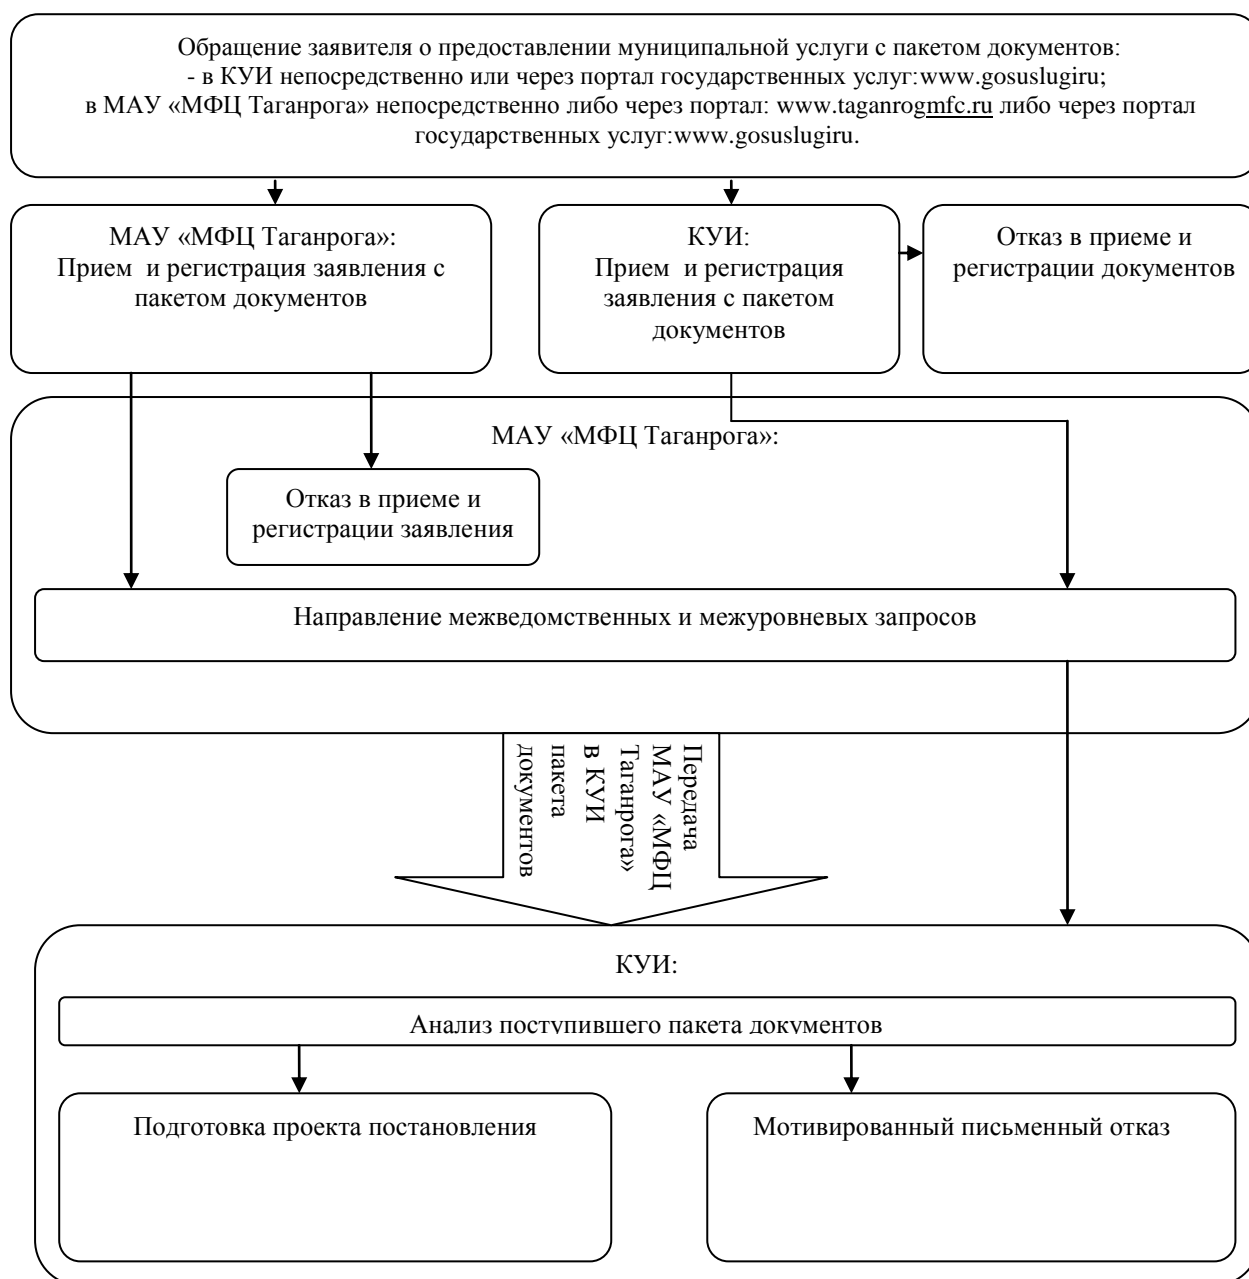 Обращение заявителя о предоставлении муниципальной услуги с пакетом документов:
- в КУИ непосредственно или через портал государственных услуг:www.gosuslugiru;
в МАУ «МФЦ Таганрога» непосредственно либо через портал: www.taganrogmfc.ru либо через портал
государственных услуг:www.gosuslugiru.
МАУ «МФЦ Таганрога»:
Прием и регистрация заявления с
пакетом документов
КУИ:
Прием и регистрация
заявления с пакетом
документов
Отказ в приеме и
регистрации документов
МАУ «МФЦ Таганрога»:
Отказ в приеме и
регистрации заявления
Направление межведомственных и межуровневых запросов
Передача
МАУ «МФЦ
Таганрога»
в КУИ
пакета
документов
КУИ:
Анализ поступившего пакета документов
Подготовка проекта постановления
Мотивированный письменный отказ